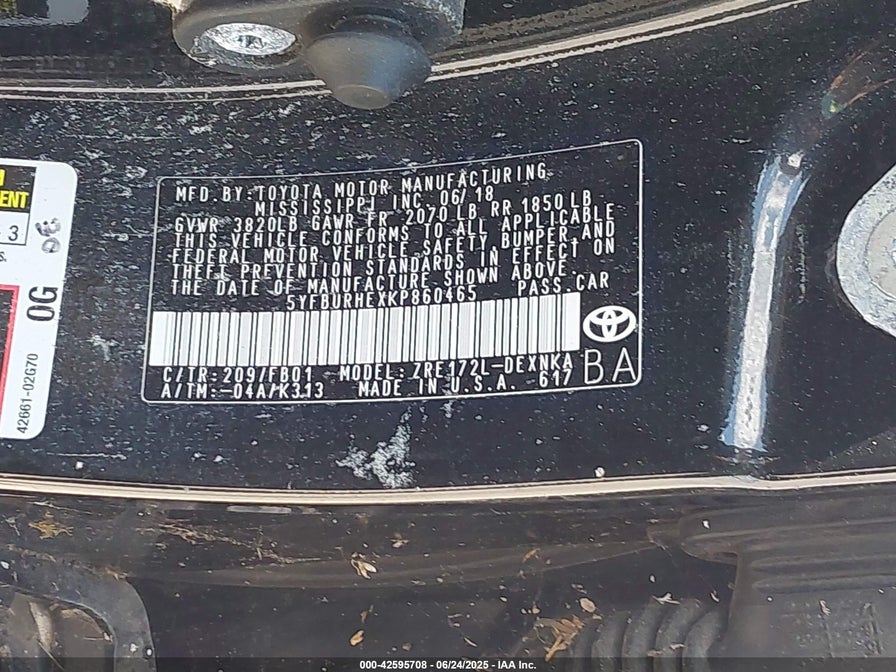 MFD. BY: TOYOTA MOTOR MANUFACTURING
MISSISSIPPI INC. 06/18
GVWR 3820LB GAWR FR 2070 LB RR 1850 LB
THIS VEHICLE CONFORMS TO ALL APPLICABLE
FEDERAL MOTOR VEHICLE SAFETY, BUMPER AND
THEFT PREVENTION STANDARDS IN EFFECT ON
THE DATE OF MANUFACTURE SHOWN ABOVE.
5YFBURHEXKP860465 PASS.CAR
C/TR: 209/FB01 MODEL: ZRE172L-DEXNKA
A/TM: -04A/K313 MADE IN U.S.A. 617
BA
3
OG
42661-02G70
000-42595708 - 06/24/2025 - IAA Inc.